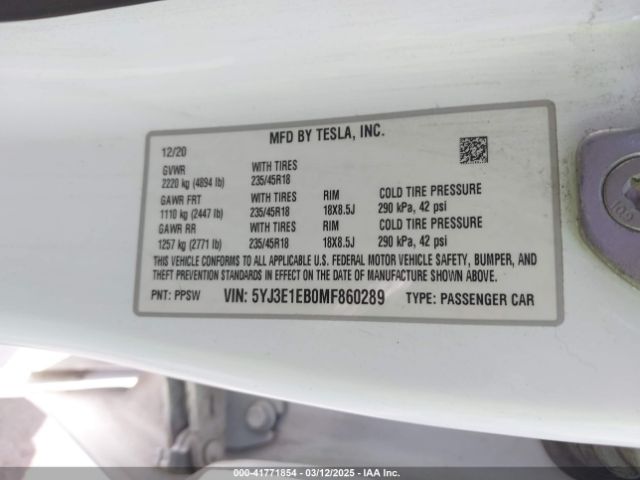 MFD BY TESLA, INC.
12/20
GVWR WITH TIRES
2220 kg (4894 lb) 235/45R18
GAWR FRT WITH TIRES RIM COLD TIRE PRESSURE
1110 kg (2447 lb) 235/45R18 18X8.5J 290 kPa, 42 psi
GAWR RR WITH TIRES RIM COLD TIRE PRESSURE
1257 kg (2771 lb) 235/45R18 18X8.5J 290 kPa, 42 psi
THIS VEHICLE CONFORMS TO ALL APPLICABLE U.S. FEDERAL MOTOR VEHICLE SAFETY, BUMPER, AND
THEFT PREVENTION STANDARDS IN EFFECT ON THE DATE OF MANUFACTURE SHOWN ABOVE.
PNT: PPSW VIN: 5YJ3E1EB0MF860289 TYPE: PASSENGER CAR
000-41771854 - 03/12/2025 - IAA Inc.